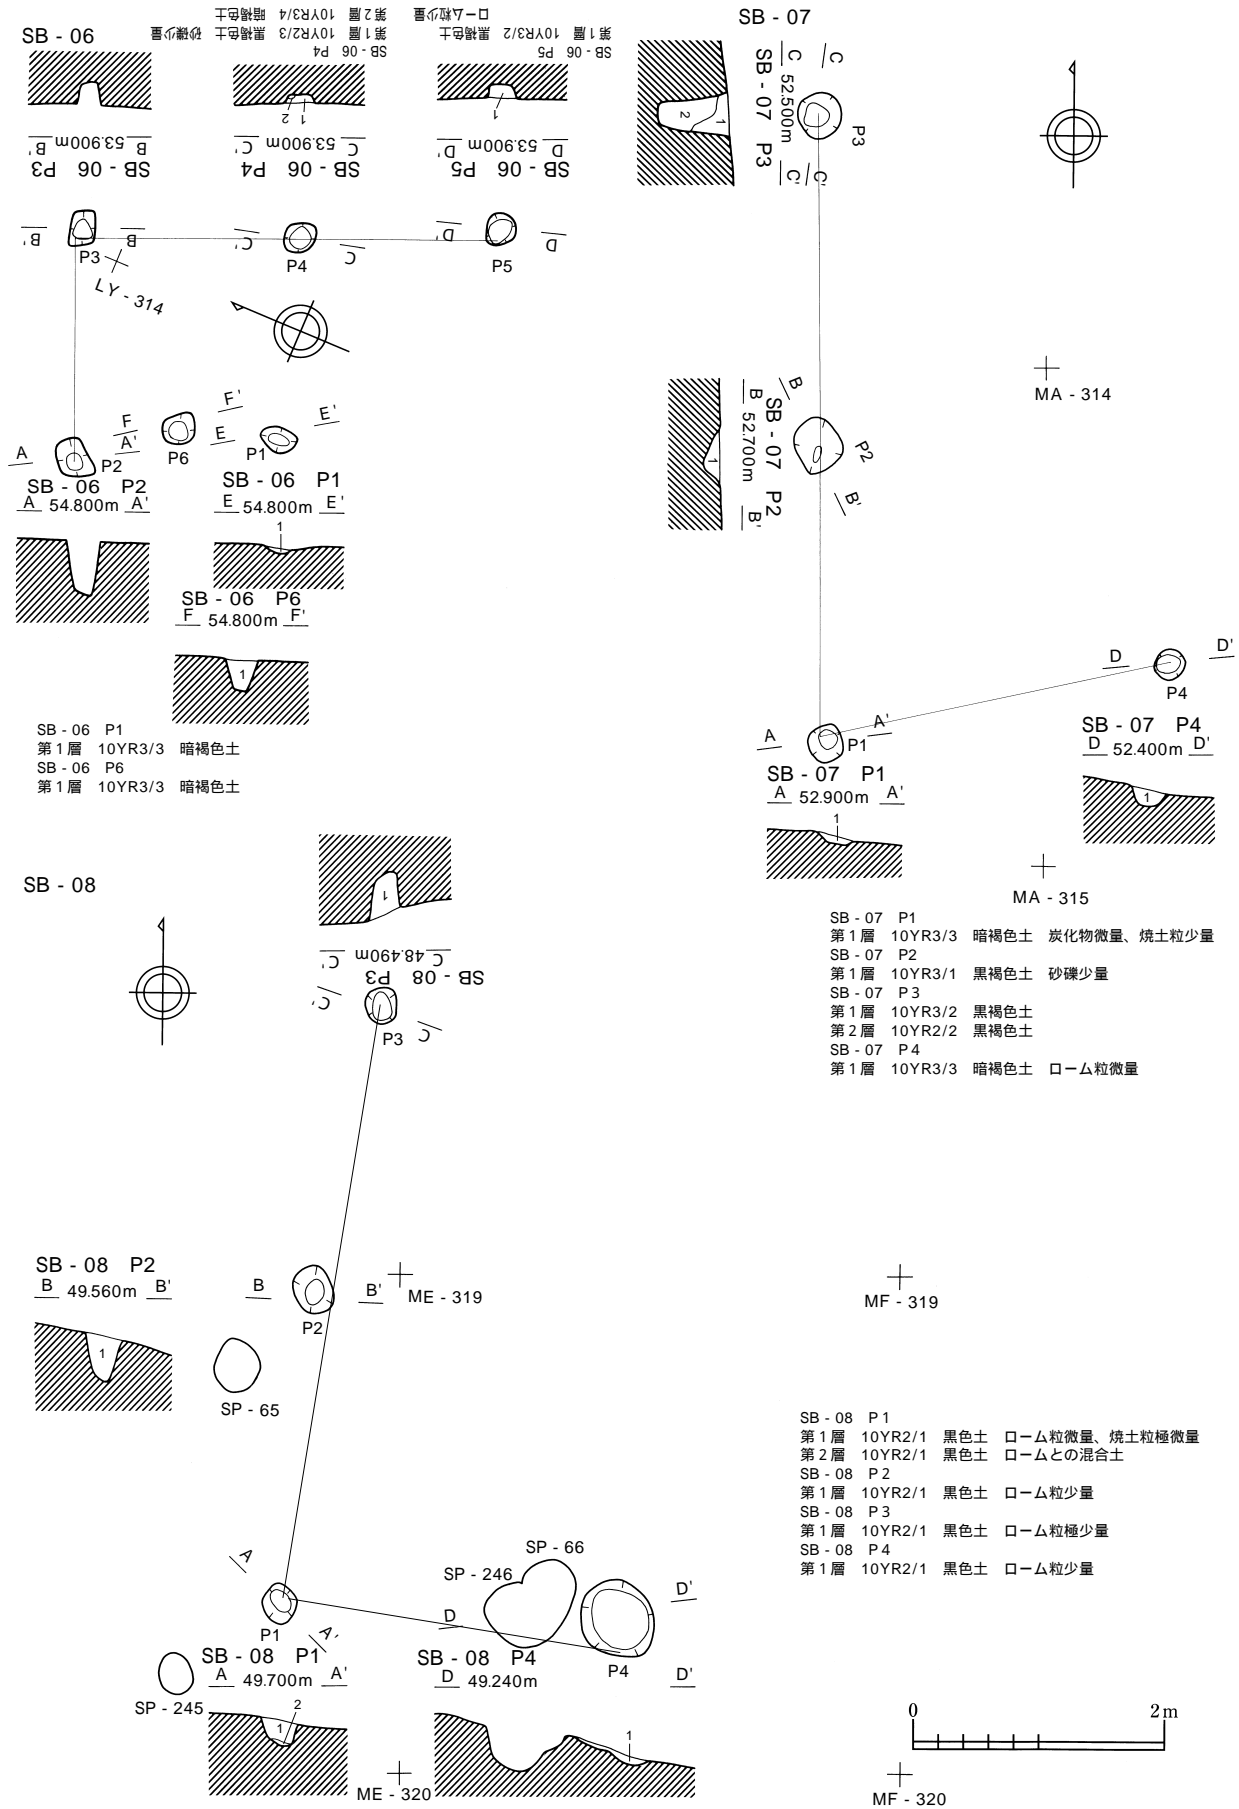 SB - 06
SB - 06 P4
第1層 10YR2/3 黒褐色土 砂礫少量
第2層 10YR3/4 暗褐色土
SB - 06 P5
第1層 10YR3/2 黒褐色土
ローム粒少量
1
2
1
1
B 53.900m B'
SB - 06 P3
C 53.900m C'
SB - 06 P4
D 53.900m D'
SB - 06 P5
B' B
P3
C' C
P4
D' D
P5
LY - 314
A A'
P2
F F'
P6
E E'
P1
SB - 06 P2
A 54.800m A'
SB - 06 P1
E 54.800m E'
1
SB - 06 P6
F 54.800m F'
1
SB - 06 P1
第1層 10YR3/3 暗褐色土
SB - 06 P6
第1層 10YR3/3 暗褐色土
SB - 07
C C'
P3
SB - 07 P3
C 52.500m C'
1
2
B B'
P2
SB - 07 P2
B 52.700m B'
1
MA - 314
D D'
P4
SB - 07 P4
D 52.400m D'
1
A A'
P1
SB - 07 P1
A 52.900m A'
1
MA - 315
SB - 07 P1
第1層 10YR3/3 暗褐色土 炭化物微量、焼土粒少量
SB - 07 P2
第1層 10YR3/1 黒褐色土 砂礫少量
SB - 07 P3
第1層 10YR3/2 黒褐色土
第2層 10YR2/2 黒褐色土
SB - 07 P4
第1層 10YR3/3 暗褐色土 ローム粒微量
SB - 08
1
C 48.490m C'
SB - 08 P3
C' C
P3
SB - 08 P2
B 49.560m B'
1
B B'
P2
ME - 319
MF - 319
SP - 65
SB - 08 P1
第1層 10YR2/1 黒色土 ローム粒微量、焼土粒極微量
第2層 10YR2/1 黒色土 ロームとの混合土
SB - 08 P2
第1層 10YR2/1 黒色土 ローム粒少量
SB - 08 P3
第1層 10YR2/1 黒色土 ローム粒極少量
SB - 08 P4
第1層 10YR2/1 黒色土 ローム粒少量
A A'
P1
SP - 66
SP - 246
D D'
P4
SP - 245
SB - 08 P1
A 49.700m A'
1
2
SB - 08 P4
D 49.240m D'
1
ME - 320
0 2m
MF - 320